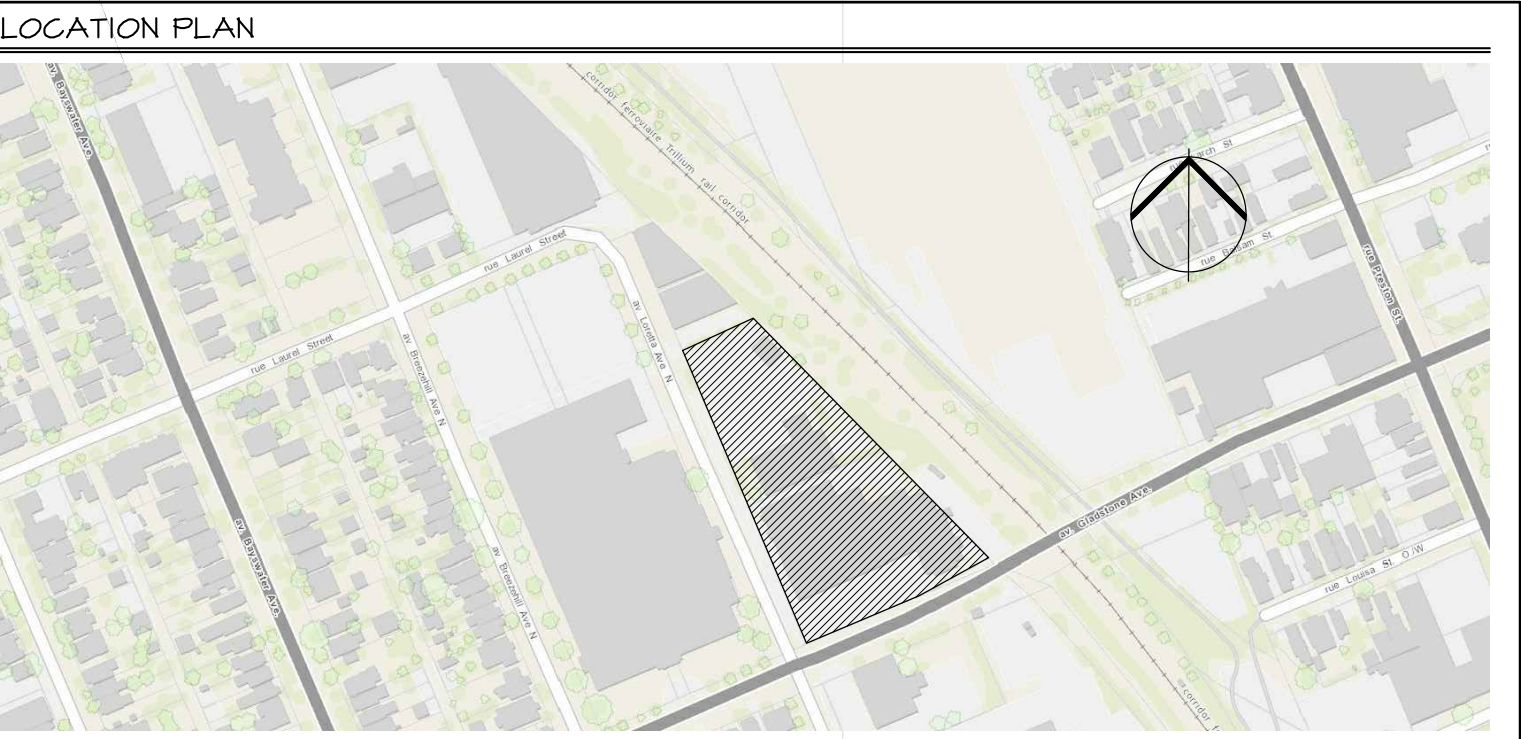 LOCATION PLAN
av. Bayswater Ave.
corridor ferroviaire Trillium rail corridor
arch St
rue Balsam St
rue Preston St.
rue Laurel Street
av Loretta Ave N
rue Laurel Street
av Breezehill Ave N
av. Gladstone Ave.
av. Bayswater Ave.
av Breezehill Ave N
rue Louisa St. O/W
corridor f